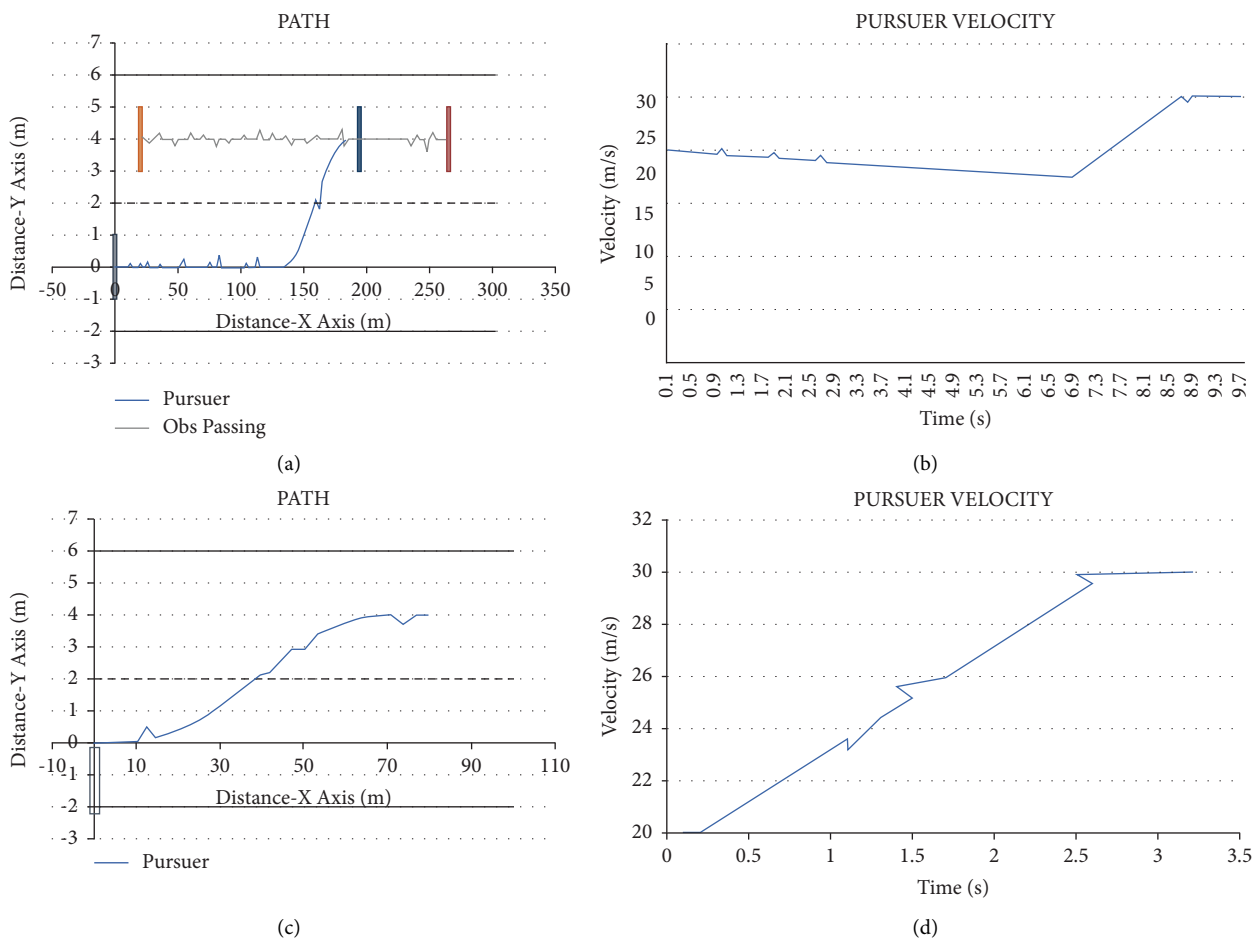 PATH
7
6
5
4
3
2
1
0
-1
-2
-3
-50 0 50 100 150 200 250 300 350
Distance-Y Axis (m)
Distance-X Axis (m)
Pursuer
Obs Passing
(a)
PURSUER VELOCITY
30
25
20
15
10
5
0
Velocity (m/s)
0.1 0.5 0.9 1.3 1.7 2.1 2.5 2.9 3.3 3.7 4.1 4.5 4.9 5.3 5.7 6.1 6.5 6.9 7.3 7.7 8.1 8.5 8.9 9.3 9.7
Time (s)
(b)
PATH
7
6
5
4
3
2
1
0
-1
-2
-3
-10 10 30 50 70 90 110
Distance-Y Axis (m)
Distance-X Axis (m)
Pursuer
(c)
PURSUER VELOCITY
32
30
28
26
24
22
20
Velocity (m/s)
0 0.5 1 1.5 2 2.5 3 3.5
Time (s)
(d)